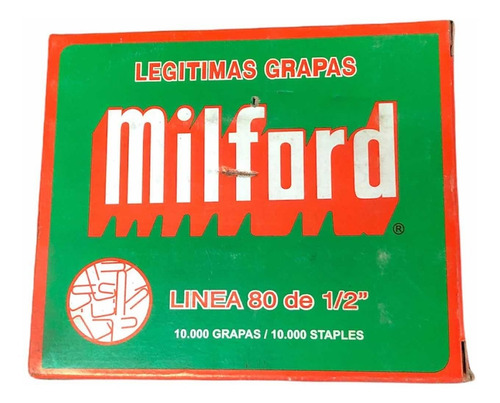 LEGITIMAS GRAPAS
milford
®
LINEA 80 de 1/2"
10.000 GRAPAS / 10.000 STAPLES